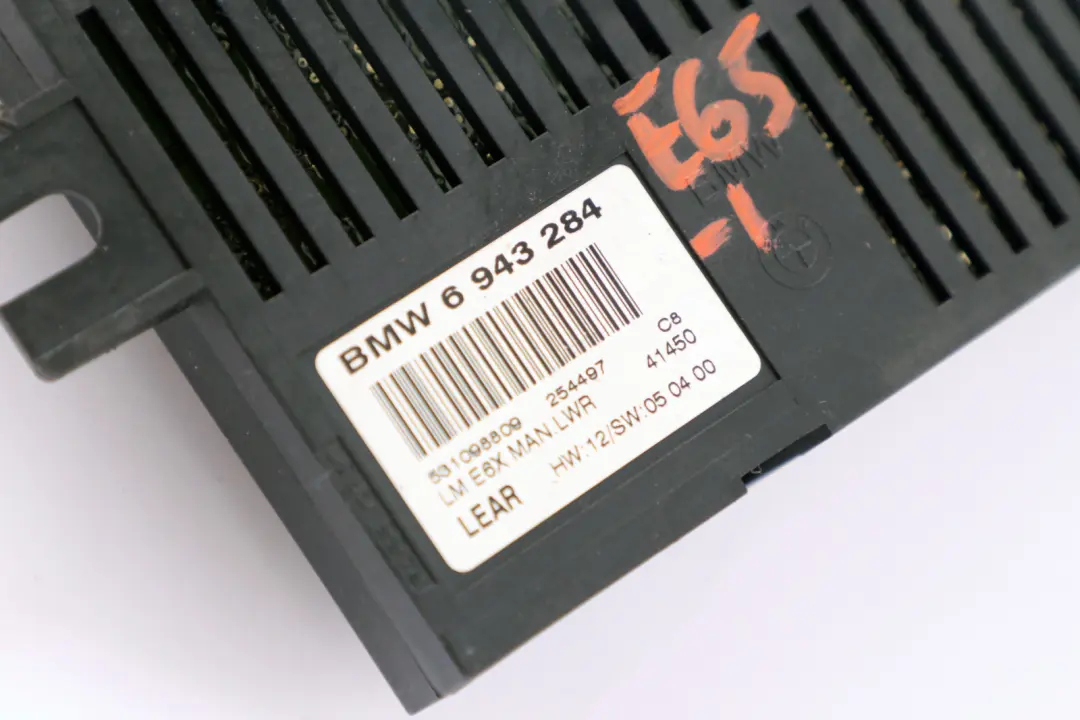 E65
BMW
BMW 6 943 284
531098809 254497 C8
LM E6X MAN.LWR 41450
LEAR HW:12/SW:05 04 00